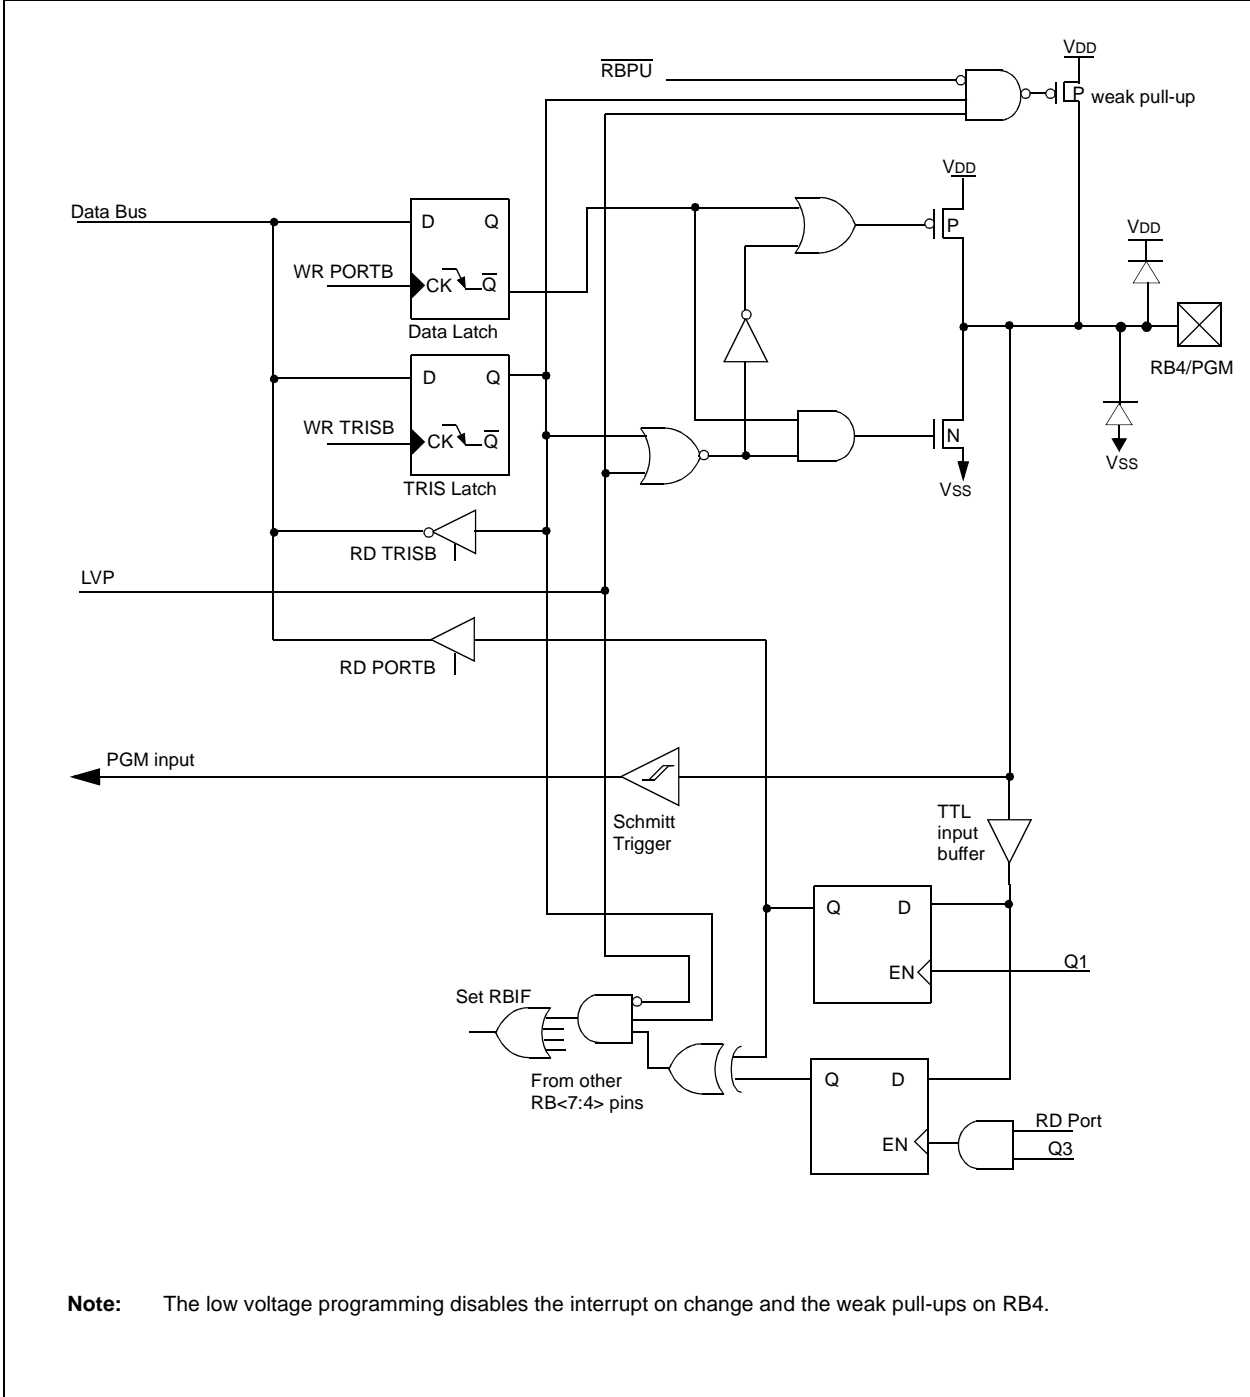 VDD
RBPU
P
weak pull-up
VDD
Data Bus
D
Q
P
VDD
WR PORTB
CK
Q
Data Latch
RB4/PGM
D
Q
WR TRISB
CK
Q
N
TRIS Latch
VSS
VSS
RD TRISB
LVP
RD PORTB
PGM input
Schmitt
Trigger
TTL
input
buffer
Q
D
EN
Q1
Set RBIF
From other
RB<7:4> pins
Q
D
RD Port
EN
Q3
Note: The low voltage programming disables the interrupt on change and the weak pull-ups on RB4.